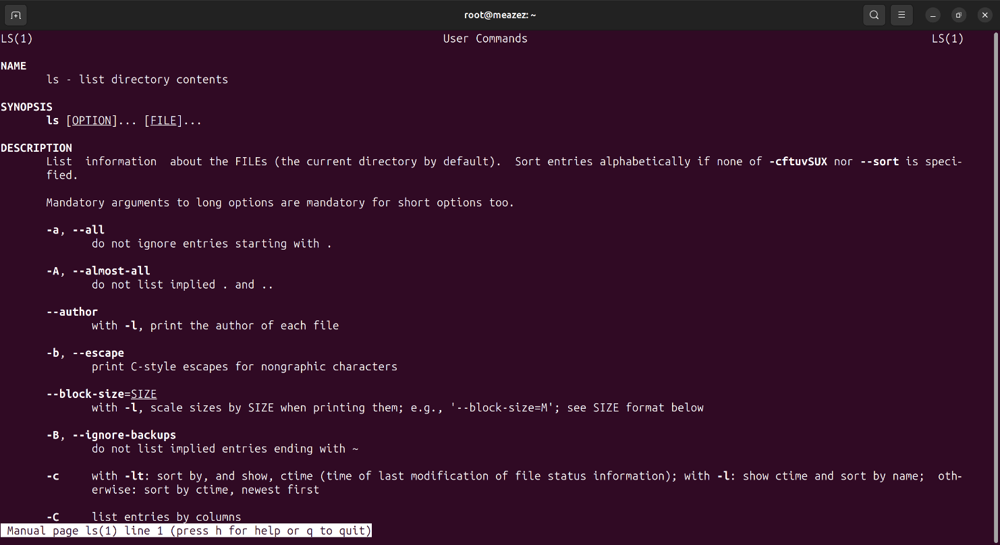 root@meazez: ~
LS(1) User Commands LS(1)
NAME
ls - list directory contents
SYNOPSIS
ls [OPTION]... [FILE]...
DESCRIPTION
List information about the FILEs (the current directory by default). Sort entries alphabetically if none of -cftuvSUX nor --sort is speci-
fied.
Mandatory arguments to long options are mandatory for short options too.
-a, --all
do not ignore entries starting with .
-A, --almost-all
do not list implied . and ..
--author
with -l, print the author of each file
-b, --escape
print C-style escapes for nongraphic characters
--block-size=SIZE
with -l, scale sizes by SIZE when printing them; e.g., '--block-size=M'; see SIZE format below
-B, --ignore-backups
do not list implied entries ending with ~
-c with -lt: sort by, and show, ctime (time of last modification of file status information); with -l: show ctime and sort by name; oth-
erwise: sort by ctime, newest first
-C list entries by columns
Manual page ls(1) line 1 (press h for help or q to quit)